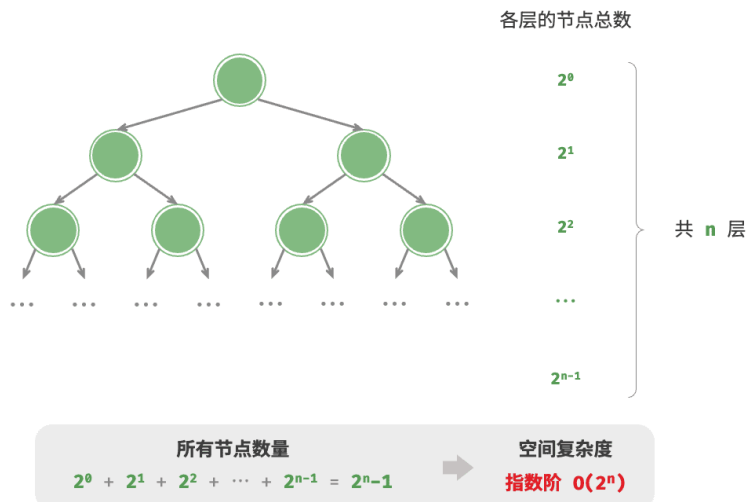 各层的节点总数
2⁰
2¹
2²
共 n 层
... ... ... ... ... ... ... ...
...
2ⁿ⁻¹
所有节点数量
2⁰ + 2¹ + 2² + ... + 2ⁿ⁻¹ = 2ⁿ-1
空间复杂度
指数阶 O(2ⁿ)